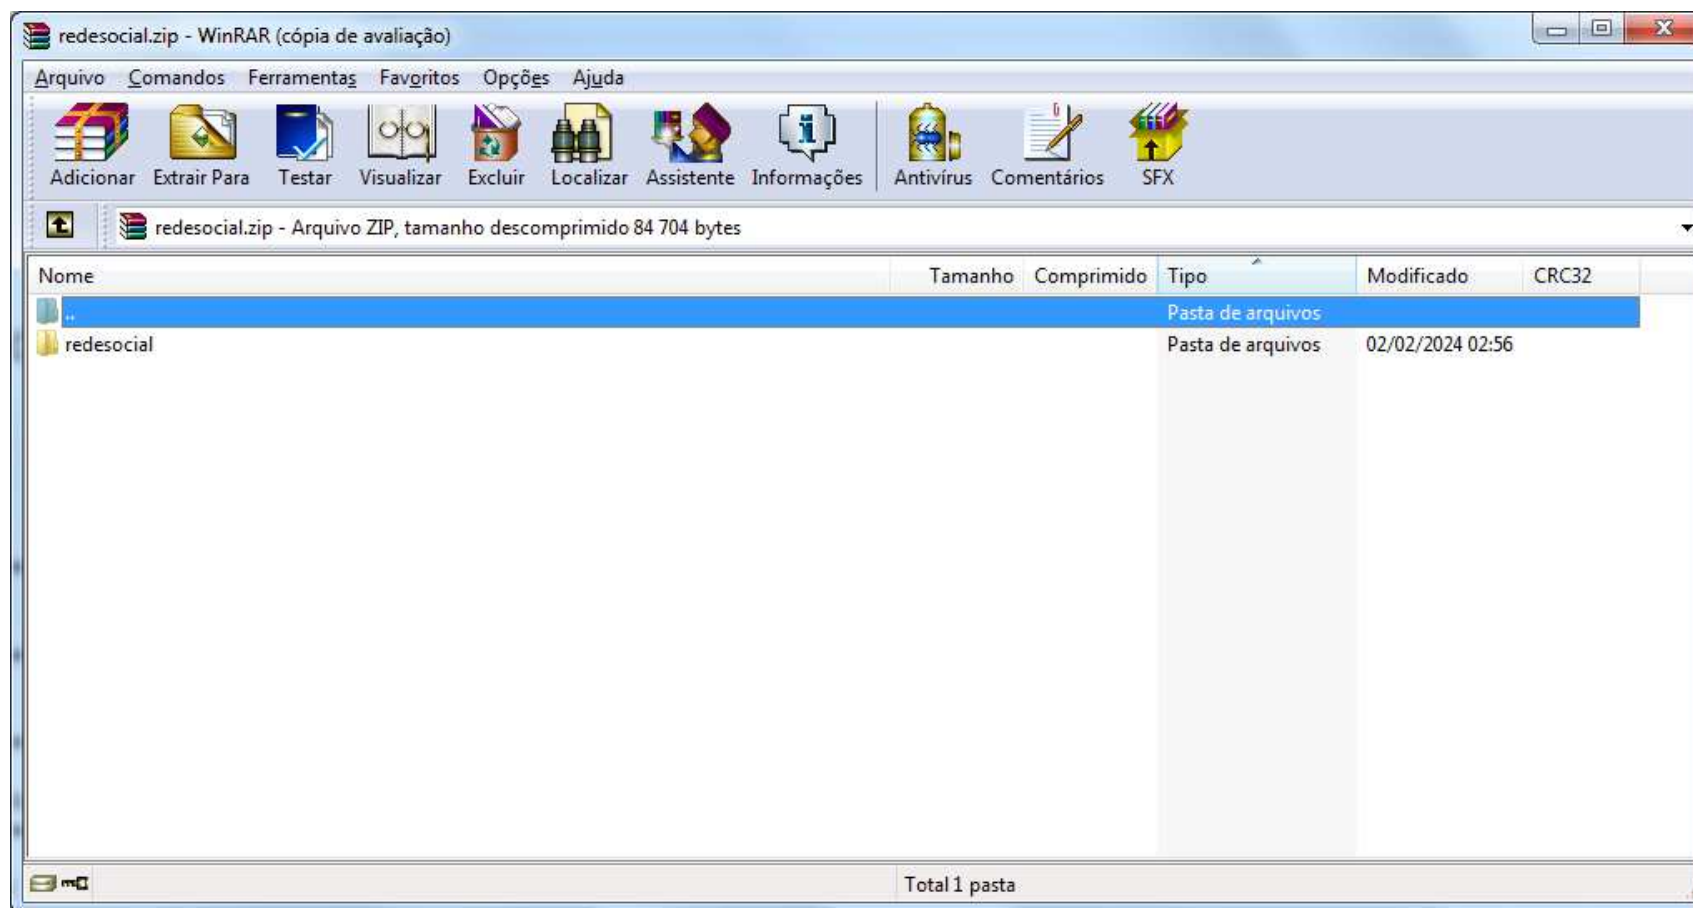 redesocial.zip - WinRAR (cópia de avaliação)
Arquivo Comandos Ferramentas Favoritos Opções Ajuda
Adicionar Extrair Para Testar Visualizar Excluir Localizar Assistente Informações Antivírus Comentários SFX
redesocial.zip - Arquivo ZIP, tamanho descomprimido 84 704 bytes
Nome Tamanho Comprimido Tipo Modificado CRC32
.. Pasta de arquivos
redesocial Pasta de arquivos 02/02/2024 02:56
Total 1 pasta